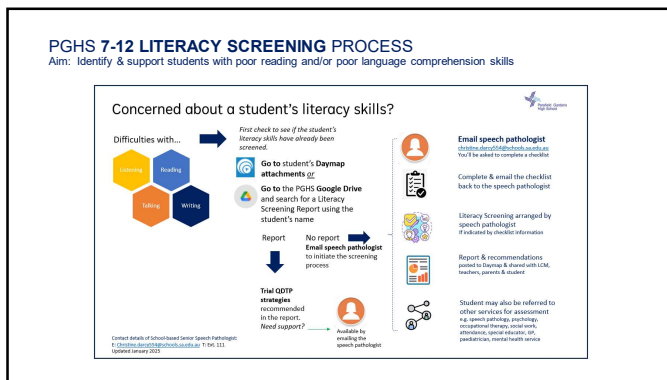 PGHS 7-12 LITERACY SCREENING PROCESS
Aim: Identify & support students with poor reading and/or poor language comprehension skills
Concerned about a student's literacy skills?
Parafield Gardens
High School
Difficulties with...
Listening
Reading
Talking
Writing
First check to see if the student's
literacy skills have already been
screened.
Go to student's Daymap
attachments or
Go to the PGHS Google Drive
and search for a Literacy
Screening Report using the
student's name
Report
No report
Email speech pathologist
to initiate the screening
process
Trial QDTP
strategies
recommended
in the report.
Need support?
Available by
emailing the
speech pathologist
Email speech pathologist
christine.darcy554@schools.sa.edu.au
You'll be asked to complete a checklist
Complete & email the checklist
back to the speech pathologist
Literacy Screening arranged by
speech pathologist
If indicated by checklist information
Report & recommendations
posted to Daymap & shared with LCM,
teachers, parents & student
Student may also be referred to
other services for assessment
e.g. speech pathology, psychology,
occupational therapy, social work,
attendance, special educator, GP,
paediatrician, mental health service
Contact details of School-based Senior Speech Pathologist:
E: Christine.darcy554@schools.sa.edu.au T: Ext. 111
Updated January 2025